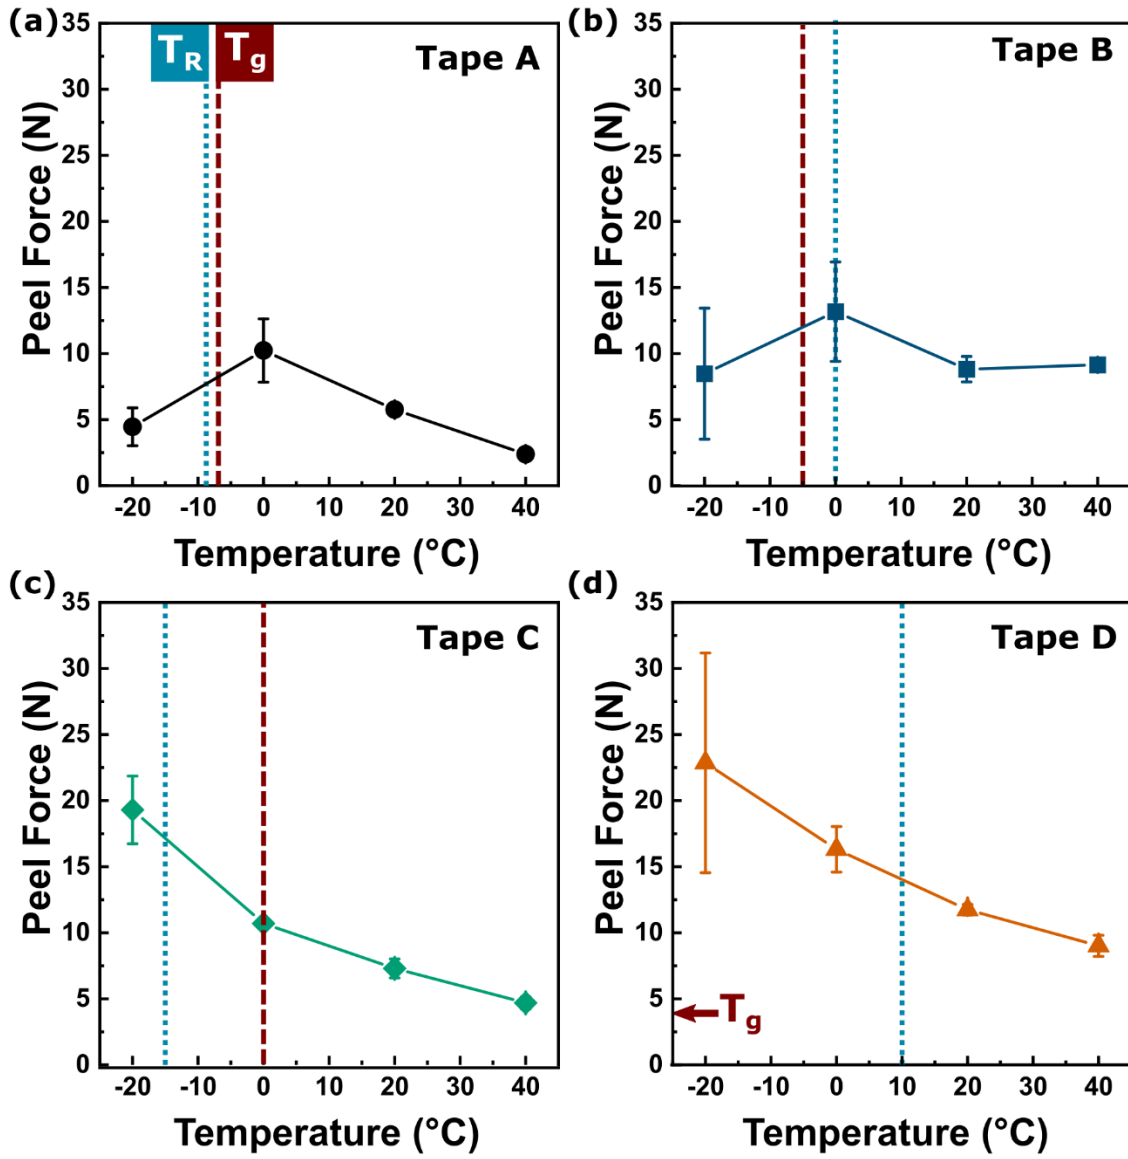 (a)
T_R T_g
Tape A
Peel Force (N)
35
30
25
20
15
10
5
0
-20 -10 0 10 20 30 40
Temperature (°C)
(b)
Tape B
Peel Force (N)
35
30
25
20
15
10
5
0
-20 -10 0 10 20 30 40
Temperature (°C)
(c)
Tape C
Peel Force (N)
35
30
25
20
15
10
5
0
-20 -10 0 10 20 30 40
Temperature (°C)
(d)
Tape D
Peel Force (N)
35
30
25
20
15
10
5
0
T_g
-20 -10 0 10 20 30 40
Temperature (°C)